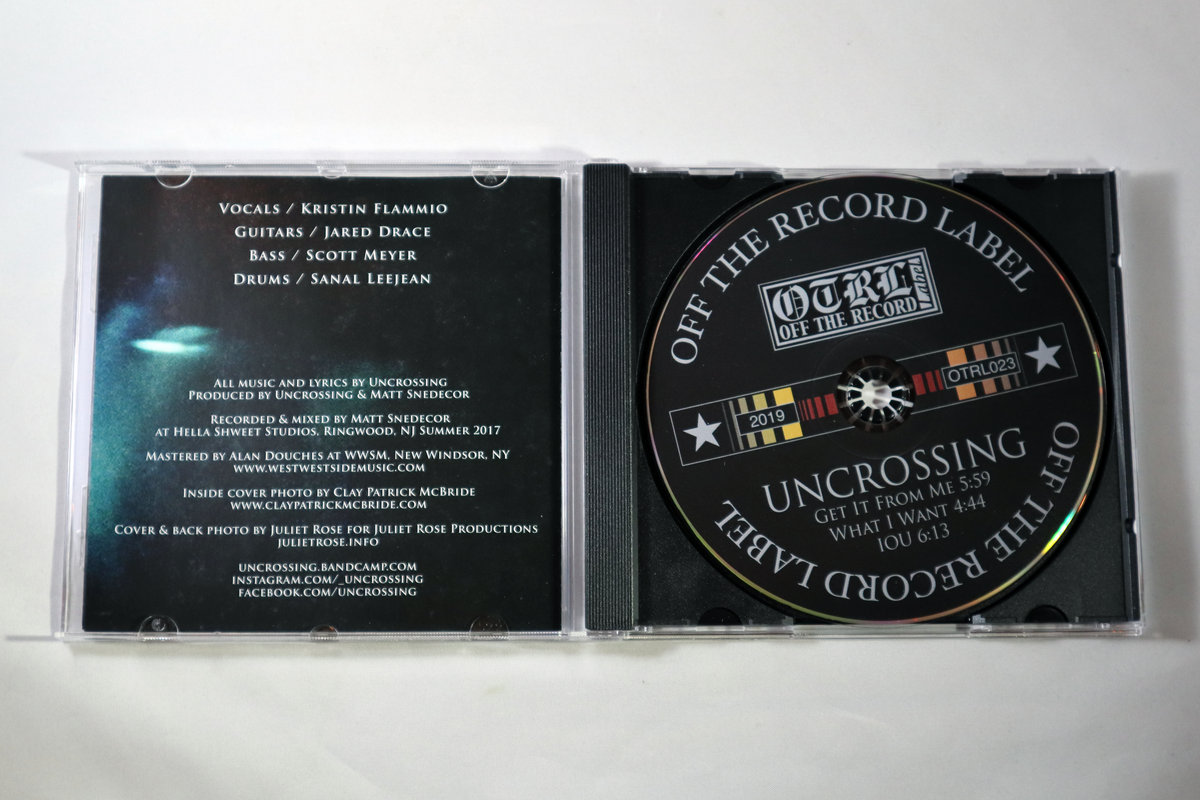 VOCALS / KRISTIN FLAMMIO
GUITARS / JARED DRACE
BASS / SCOTT MEYER
DRUMS / SANAL LEEJEAN
ALL MUSIC AND LYRICS BY UNCROSSING
PRODUCED BY UNCROSSING & MATT SNEDECOR
RECORDED & MIXED BY MATT SNEDECOR
AT HELLA SHWEET STUDIOS, RINGWOOD, NJ SUMMER 2017
MASTERED BY ALAN DOUCHES AT WWSM, NEW WINDSOR, NY
WWW.WESTWESTSIDEMUSIC.COM
INSIDE COVER PHOTO BY CLAY PATRICK MCBRIDE
WWW.CLAYPATRICKMCBRIDE.COM
COVER & BACK PHOTO BY JULIET ROSE FOR JULIET ROSE PRODUCTIONS
JULIETROSE.INFO
UNCROSSING.BANDCAMP.COM
INSTAGRAM.COM/_UNCROSSING
FACEBOOK.COM/UNCROSSING
OFF THE RECORD LABEL
OTRL
OFF THE RECORD
Label
2019
OTRL023
UNCROSSING
GET IT FROM ME 5:59
WHAT I WANT 4:44
IOU 6:13
OFF THE RECORD LABEL